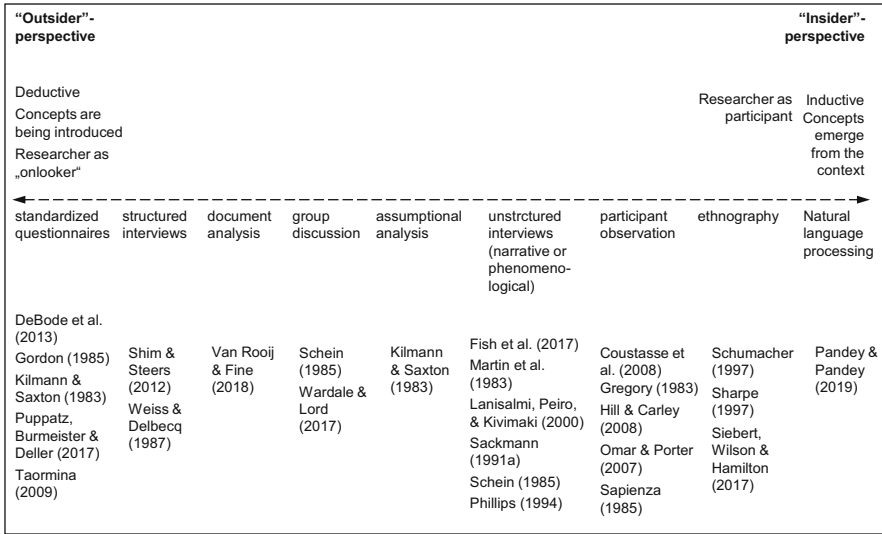 “Outsider”-
perspective
“Insider”-
perspective
Deductive
Concepts are
being introduced
Researcher as
„onlooker“
Researcher as
participant
Inductive
Concepts
emerge
from the
context
standardized
questionnaires
structured
interviews
document
analysis
group
discussion
assumptional
analysis
unstrctured
interviews
(narrative or
phenomeno-
logical)
participant
observation
ethnography
Natural
language
processing
DeBode et al.
(2013)
Gordon (1985)
Kilmann &
Saxton (1983)
Puppatz,
Burmeister &
Deller (2017)
Taormina
(2009)
Shim &
Steers
(2012)
Weiss &
Delbecq
(1987)
Van Rooij
& Fine
(2018)
Schein
(1985)
Wardale &
Lord
(2017)
Kilmann &
Saxton
(1983)
Fish et al. (2017)
Martin et al.
(1983)
Lanisalmi, Peiro,
& Kivimaki (2000)
Sackmann
(1991a)
Schein (1985)
Phillips (1994)
Coustasse et
al. (2008)
Gregory (1983)
Hill & Carley
(2008)
Omar & Porter
(2007)
Sapienza
(1985)
Schumacher
(1997)
Sharpe
(1997)
Siebert,
Wilson &
Hamilton
(2017)
Pandey &
Pandey
(2019)